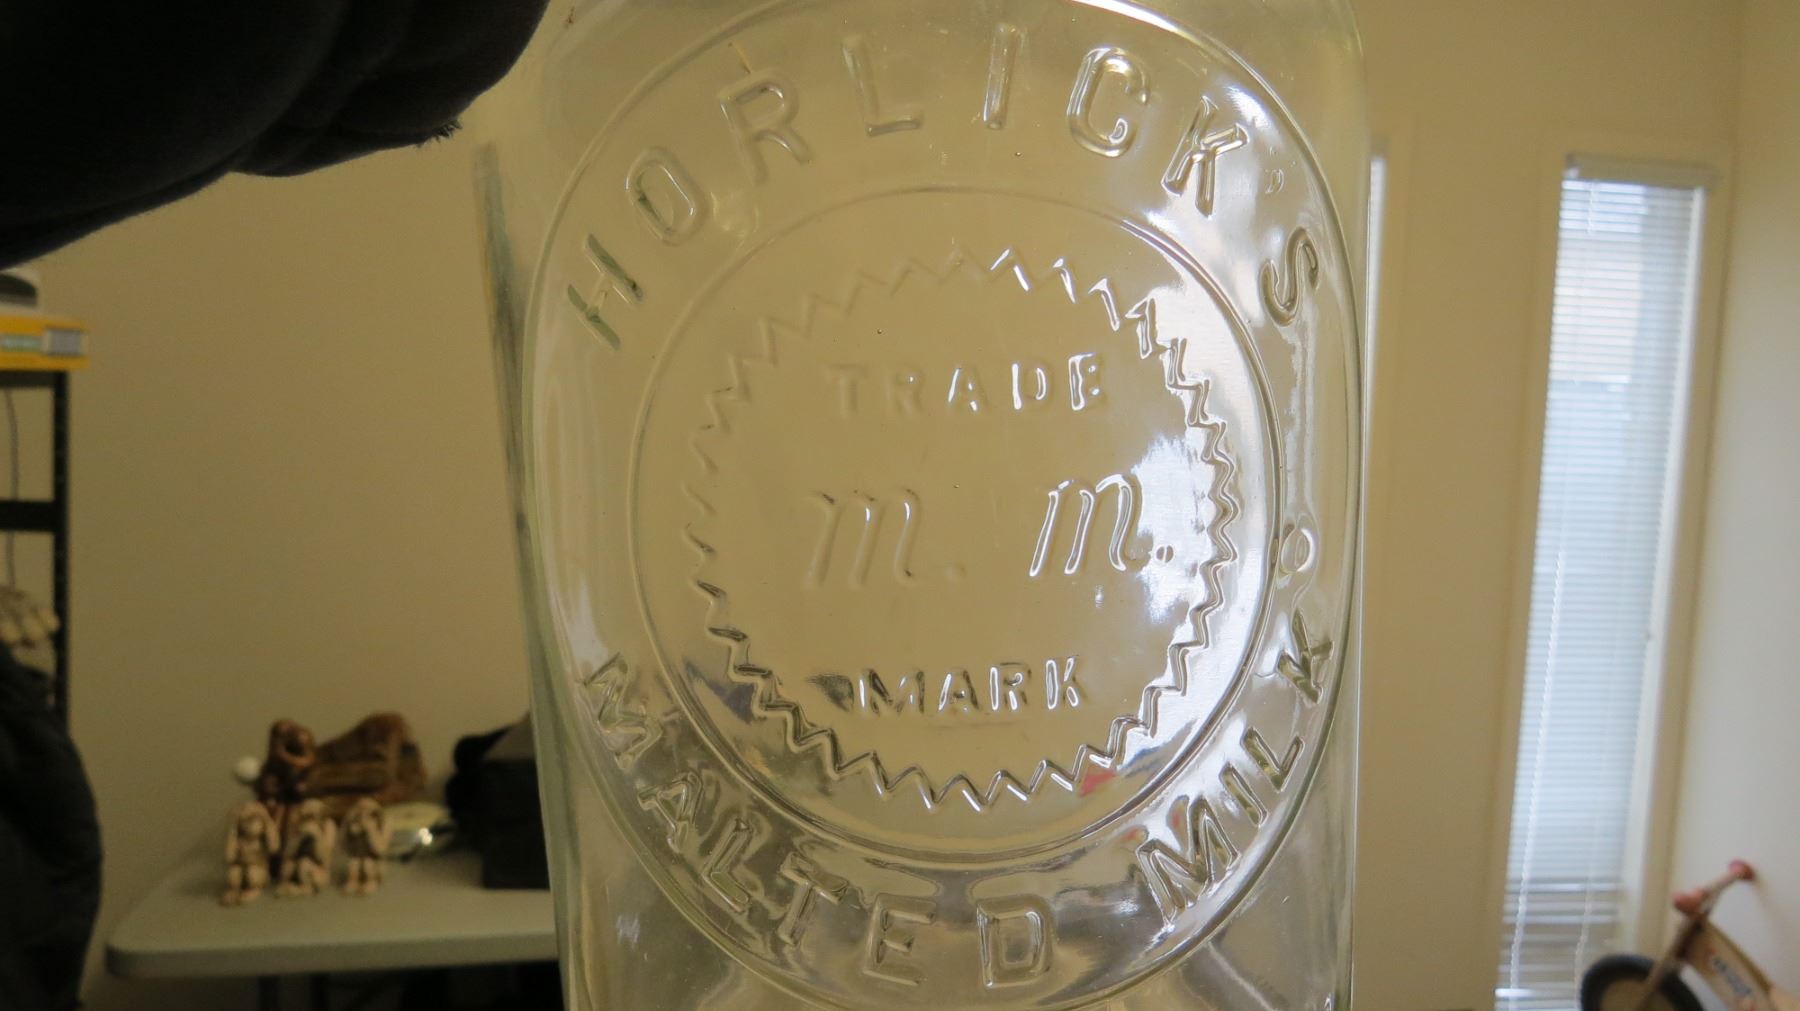 HORLICK'S
TRADE
m. m.
MARK
MALTED MILK